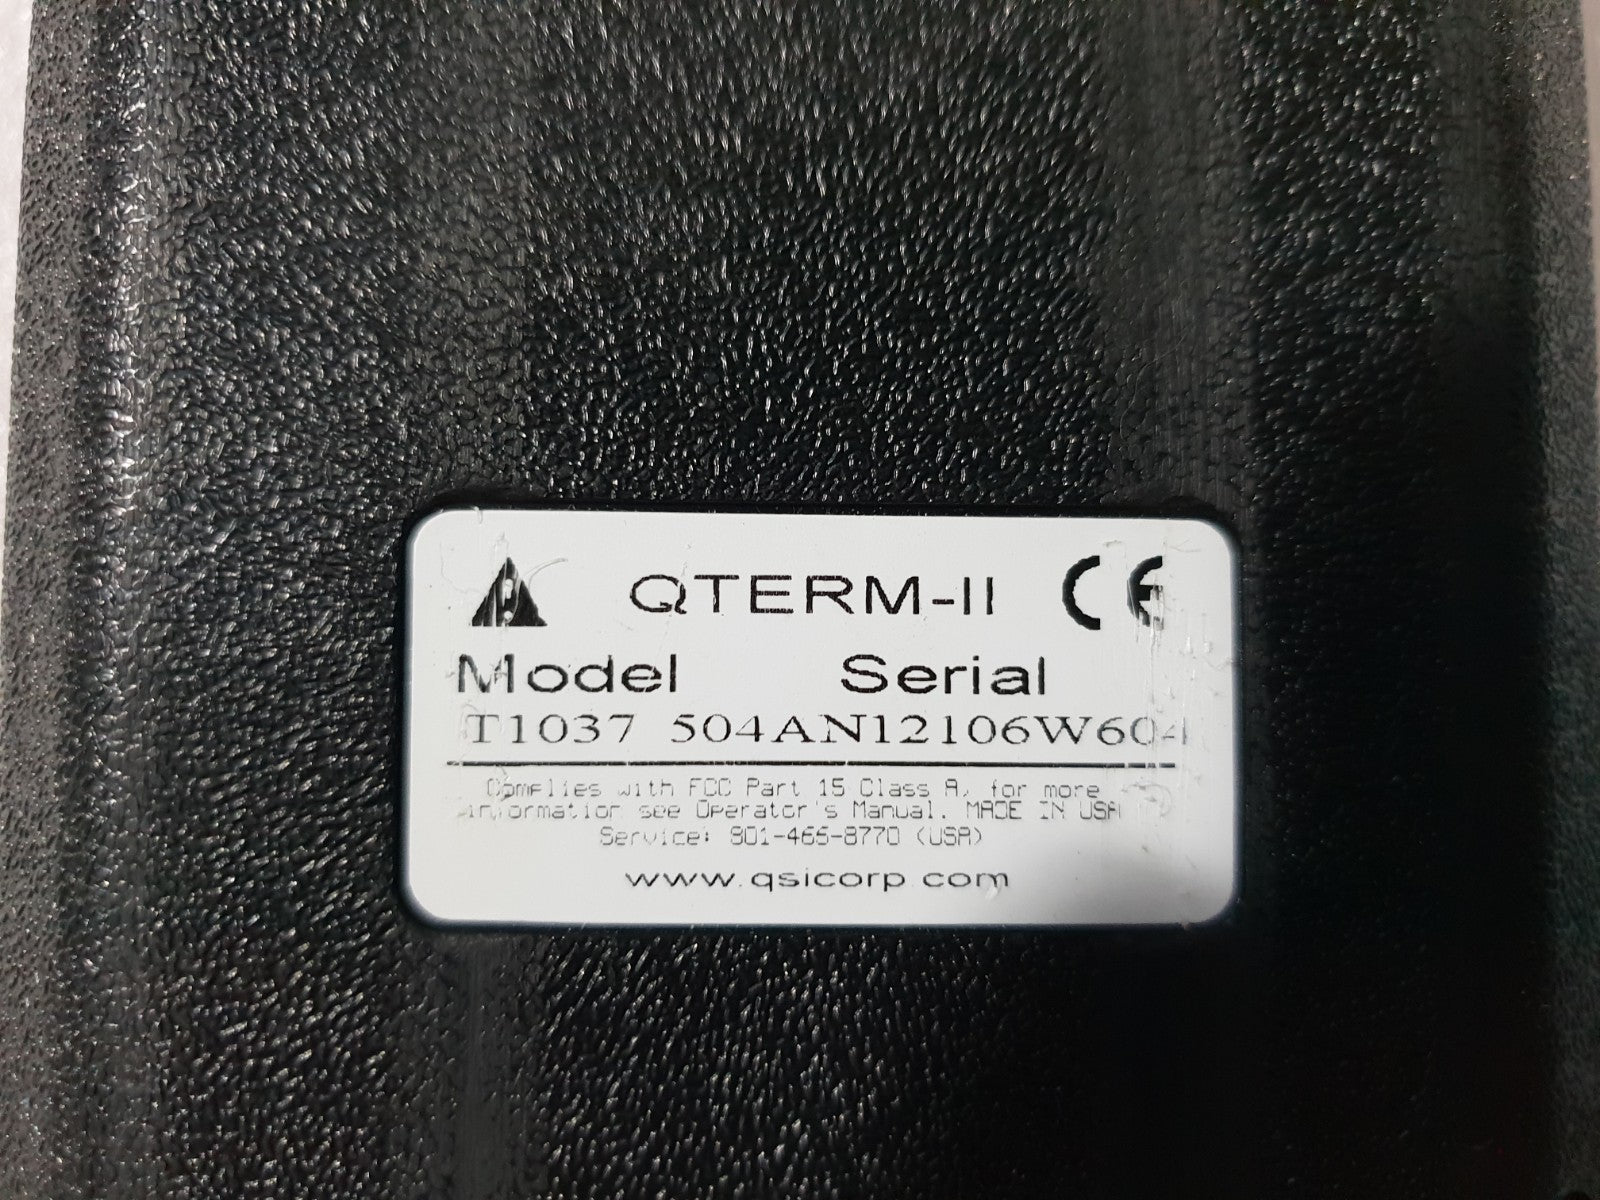 QTERM-II CE
Model Serial
T1037 504AN12106W604
Complies with FCC Part 15 Class A, for more
information see Operator's Manual. MADE IN USA
Service: 801-466-8770 (USA)
www.qsicorp.com